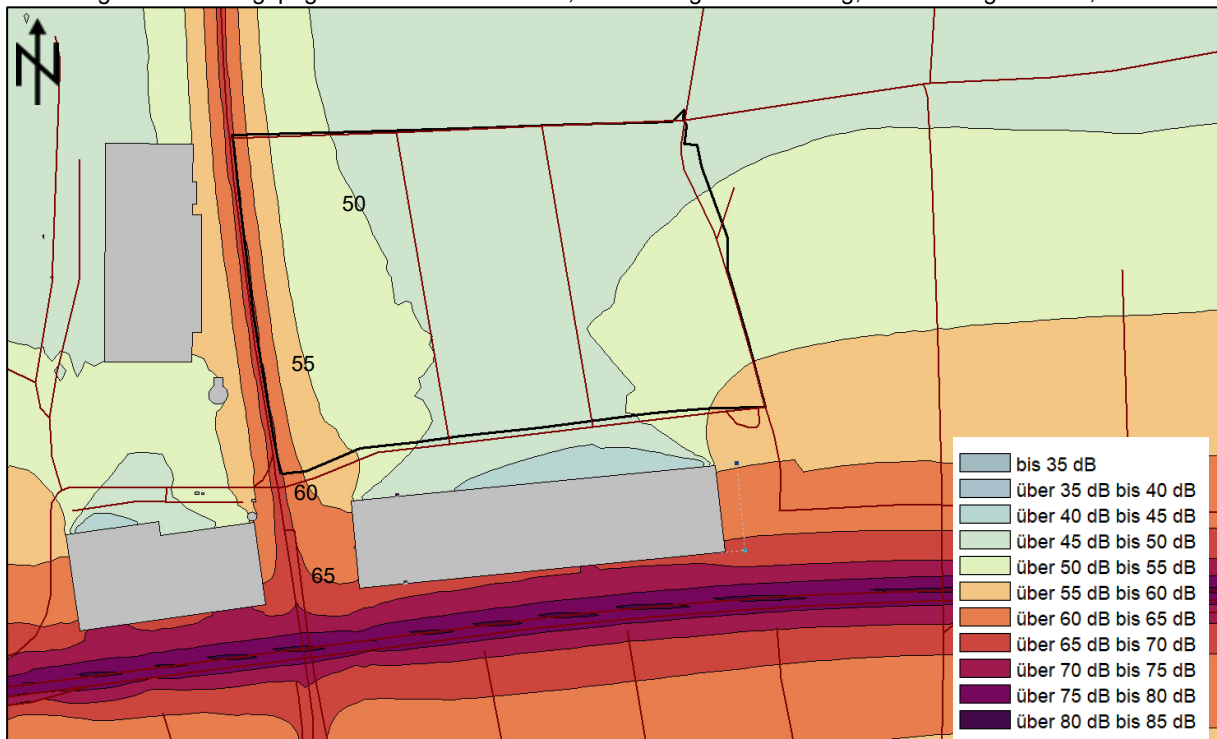 N
50
55
60
65
bis 35 dB
über 35 dB bis 40 dB
über 40 dB bis 45 dB
über 45 dB bis 50 dB
über 50 dB bis 55 dB
über 55 dB bis 60 dB
über 60 dB bis 65 dB
über 65 dB bis 70 dB
über 70 dB bis 75 dB
über 75 dB bis 80 dB
über 80 dB bis 85 dB